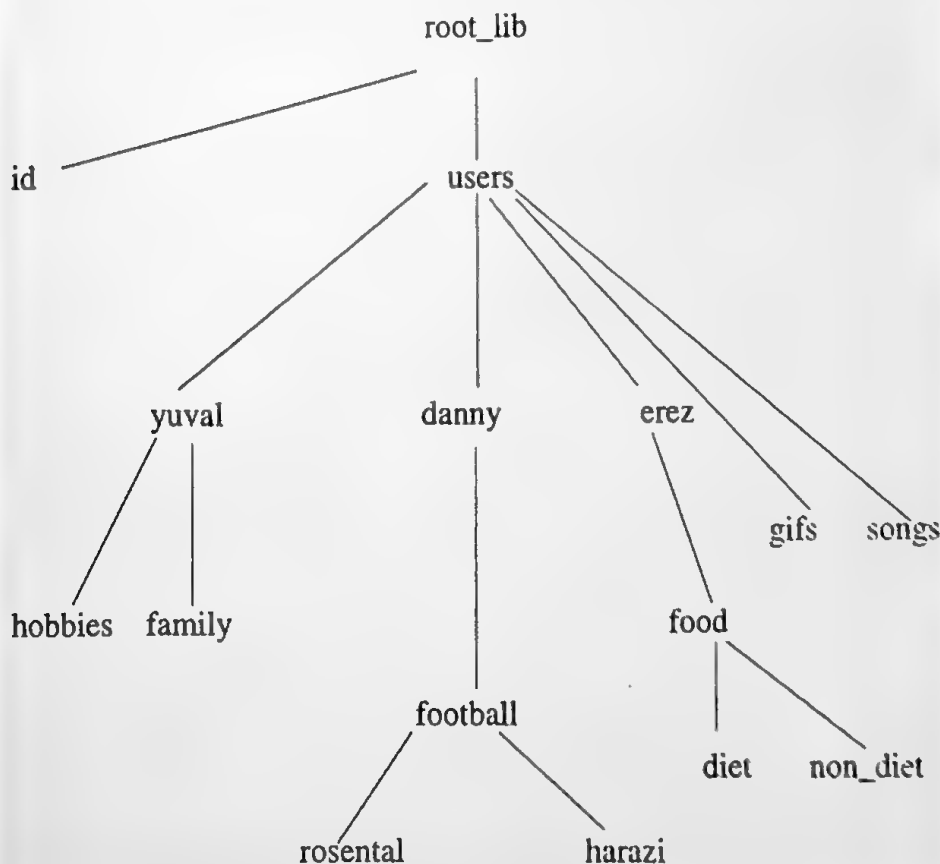 root_lib
id
users
yuval danny erez
gifs songs
hobbies family food
football
diet non_diet
rosental harazi